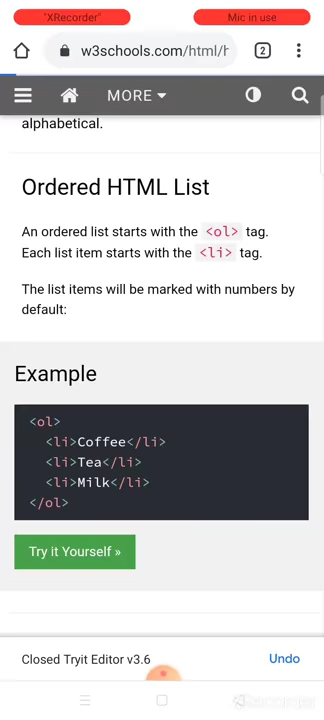 "XRecorder"
Mic in use
w3schools.com/html/h
2
MORE
alphabetical.
Ordered HTML List
An ordered list starts with the <ol> tag.
Each list item starts with the <li> tag.
The list items will be marked with numbers by
default:
Example
<ol>
<li>Coffee</li>
<li>Tea</li>
<li>Milk</li>
</ol>
Try it Yourself »
Closed Tryit Editor v3.6
Undo